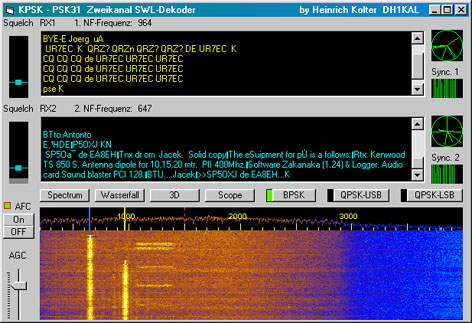 KPSK - PSK31 Zweikanal SWL-Dekoder by Heinrich Kolter DH1KAL
Squelch RX1 1. NF-Frequenz: 964
BYE-E Joerg uA
UR7EC K QRZ? QRZn QRZ? QRZ? DE UR7EC K
CQ CQ CQ de UR7EC UR7EC UR7EC
CQ CQ CQ de UR7EC UR7EC UR7EC
CQ CQ CQ de UR7EC UR7EC UR7EC
pse K
Sync. 1
Squelch RX2 2. NF-Frequenz: 647
BTto Antonto
E,'HDE|P50XJ KN
SP5Oa¯ de EA8EH|Tnx dr om Jacek. Solid copy|The eSuipment for pU is a follows:|Rtx: Kenwood
TS 850 S. Antenna dipole for 10,15,20 mtr. PII 400Mhz.|Software Zakanaka [1.24] & Logger. Audio
card Sound blaster PCI 128.|BTU....Jacek|>>SP50XJ de EA8EH...K
Sync. 2
Spectrum Wasserfall 3D Scope BPSK QPSK-USB QPSK-LSB
AFC
On
OFF
AGC
1000 2000 3000